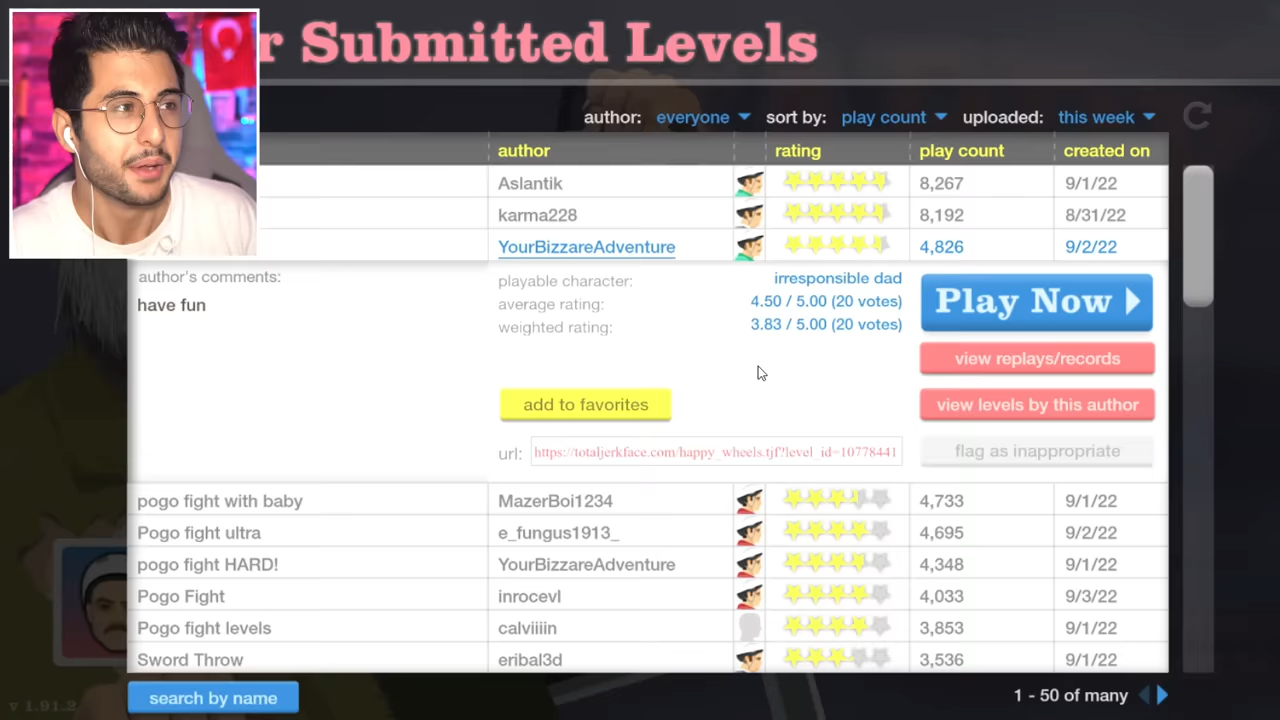 r Submitted Levels
author: everyone sort by: play count uploaded: this week
author rating play count created on
Aslantik 8,267 9/1/22
karma228 8,192 8/31/22
YourBizzareAdventure 4,826 9/2/22
author's comments:
have fun
playable character: irresponsible dad
average rating: 4.50 / 5.00 (20 votes)
weighted rating: 3.83 / 5.00 (20 votes)
Play Now
view replays/records
add to favorites
view levels by this author
url: https://totaljerkface.com/happy_wheels.tjf?level_id=10778441
flag as inappropriate
pogo fight with baby MazerBoi1234 4,733 9/1/22
Pogo fight ultra e_fungus1913_ 4,695 9/2/22
pogo fight HARD! YourBizzareAdventure 4,348 9/1/22
Pogo Fight inrocevl 4,033 9/3/22
Pogo fight levels calviiiin 3,853 9/1/22
Sword Throw eribal3d 3,536 9/1/22
search by name
1 - 50 of many
v 1.91.2